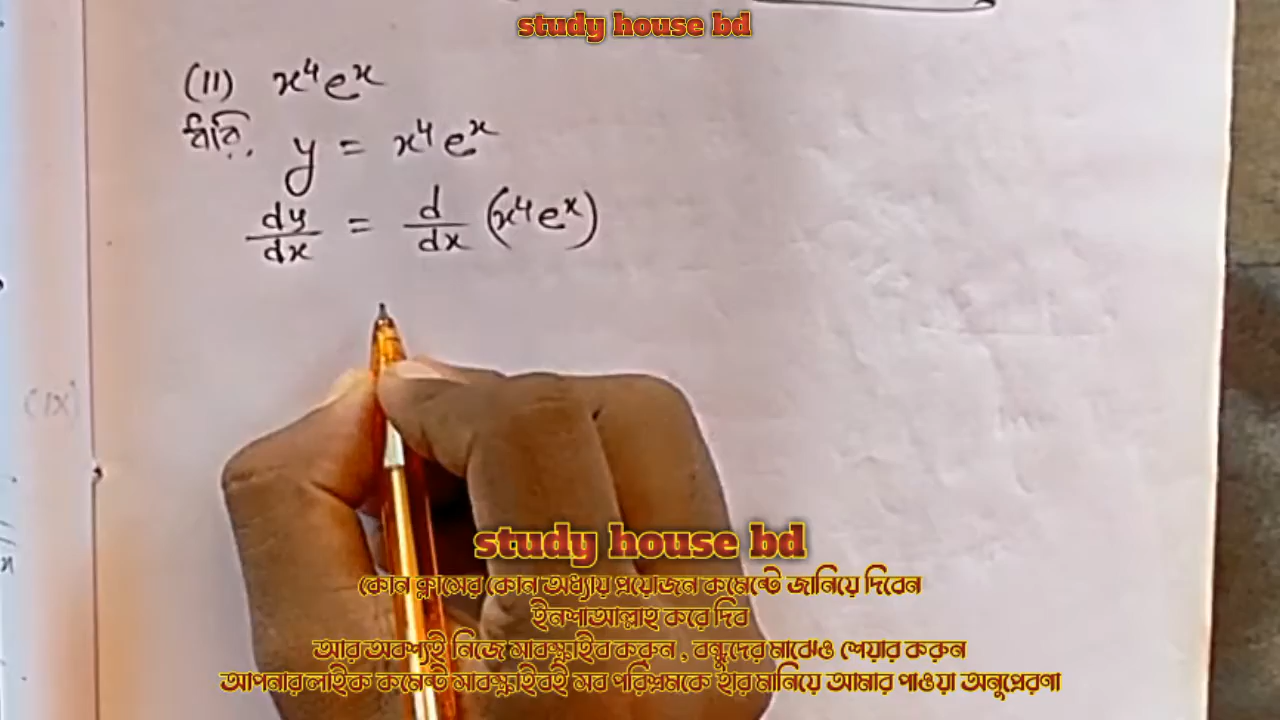 study house bd
(II) x⁴eˣ
ধরি, y = x⁴eˣ
dy/dx = d/dx (x⁴eˣ)
(IX)
study house bd
কোন ক্লাসের কোন অধ্যায় প্রয়োজন কমেন্টে জানিয়ে দিবেন
ইনশাআল্লাহ করে দিব
আর অবশ্যই নিজে সাবস্ক্রাইব করুন , বন্ধুদের মাঝেও শেয়ার করুন
আপনার লাইক কমেন্ট সাবস্ক্রাইবই সব পরিশ্রমকে হার মানিয়ে আমার পাওয়া অনুপ্রেরণা